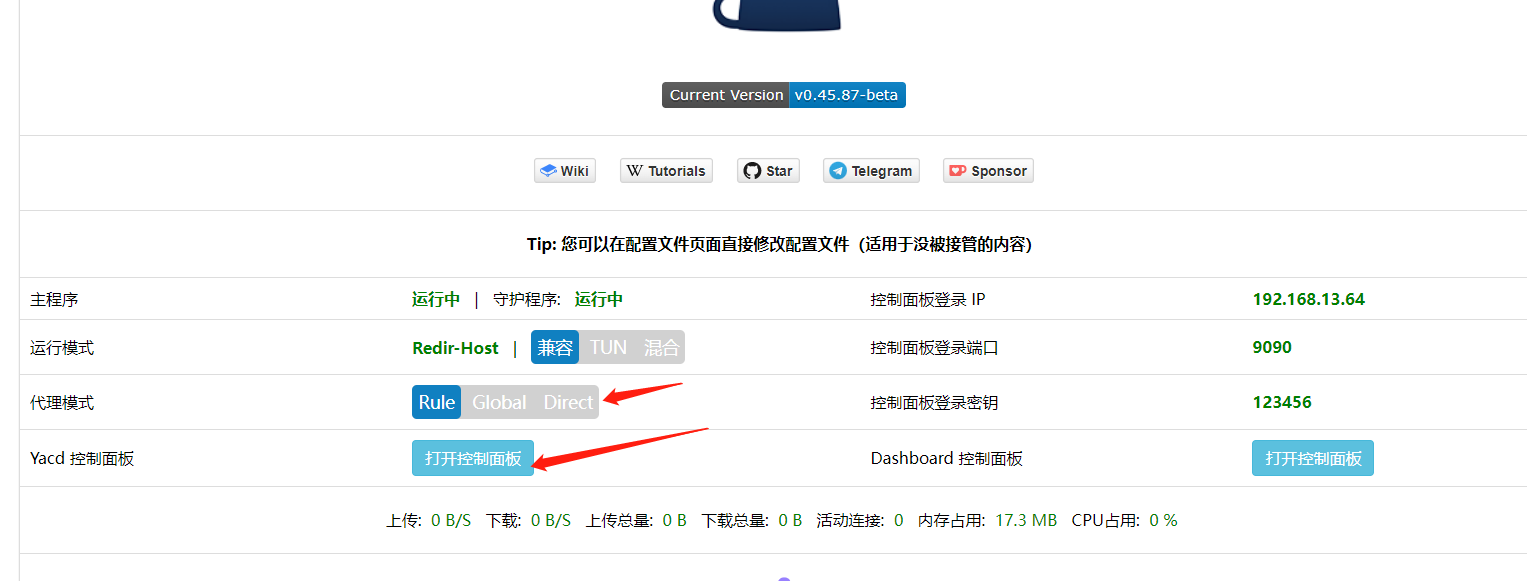 Current Version v0.45.87-beta
Wiki Tutorials Star Telegram Sponsor
Tip: 您可以在配置文件页面直接修改配置文件（适用于没被接管的内容）
主程序 运行中 | 守护程序: 运行中 控制面板登录 IP 192.168.13.64
运行模式 Redir-Host | 兼容 TUN 混合 控制面板登录端口 9090
代理模式 Rule Global Direct 控制面板登录密钥 123456
Yacd 控制面板 打开控制面板 Dashboard 控制面板 打开控制面板
上传: 0 B/S 下载: 0 B/S 上传总量: 0 B 下载总量: 0 B 活动连接: 0 内存占用: 17.3 MB CPU占用: 0 %